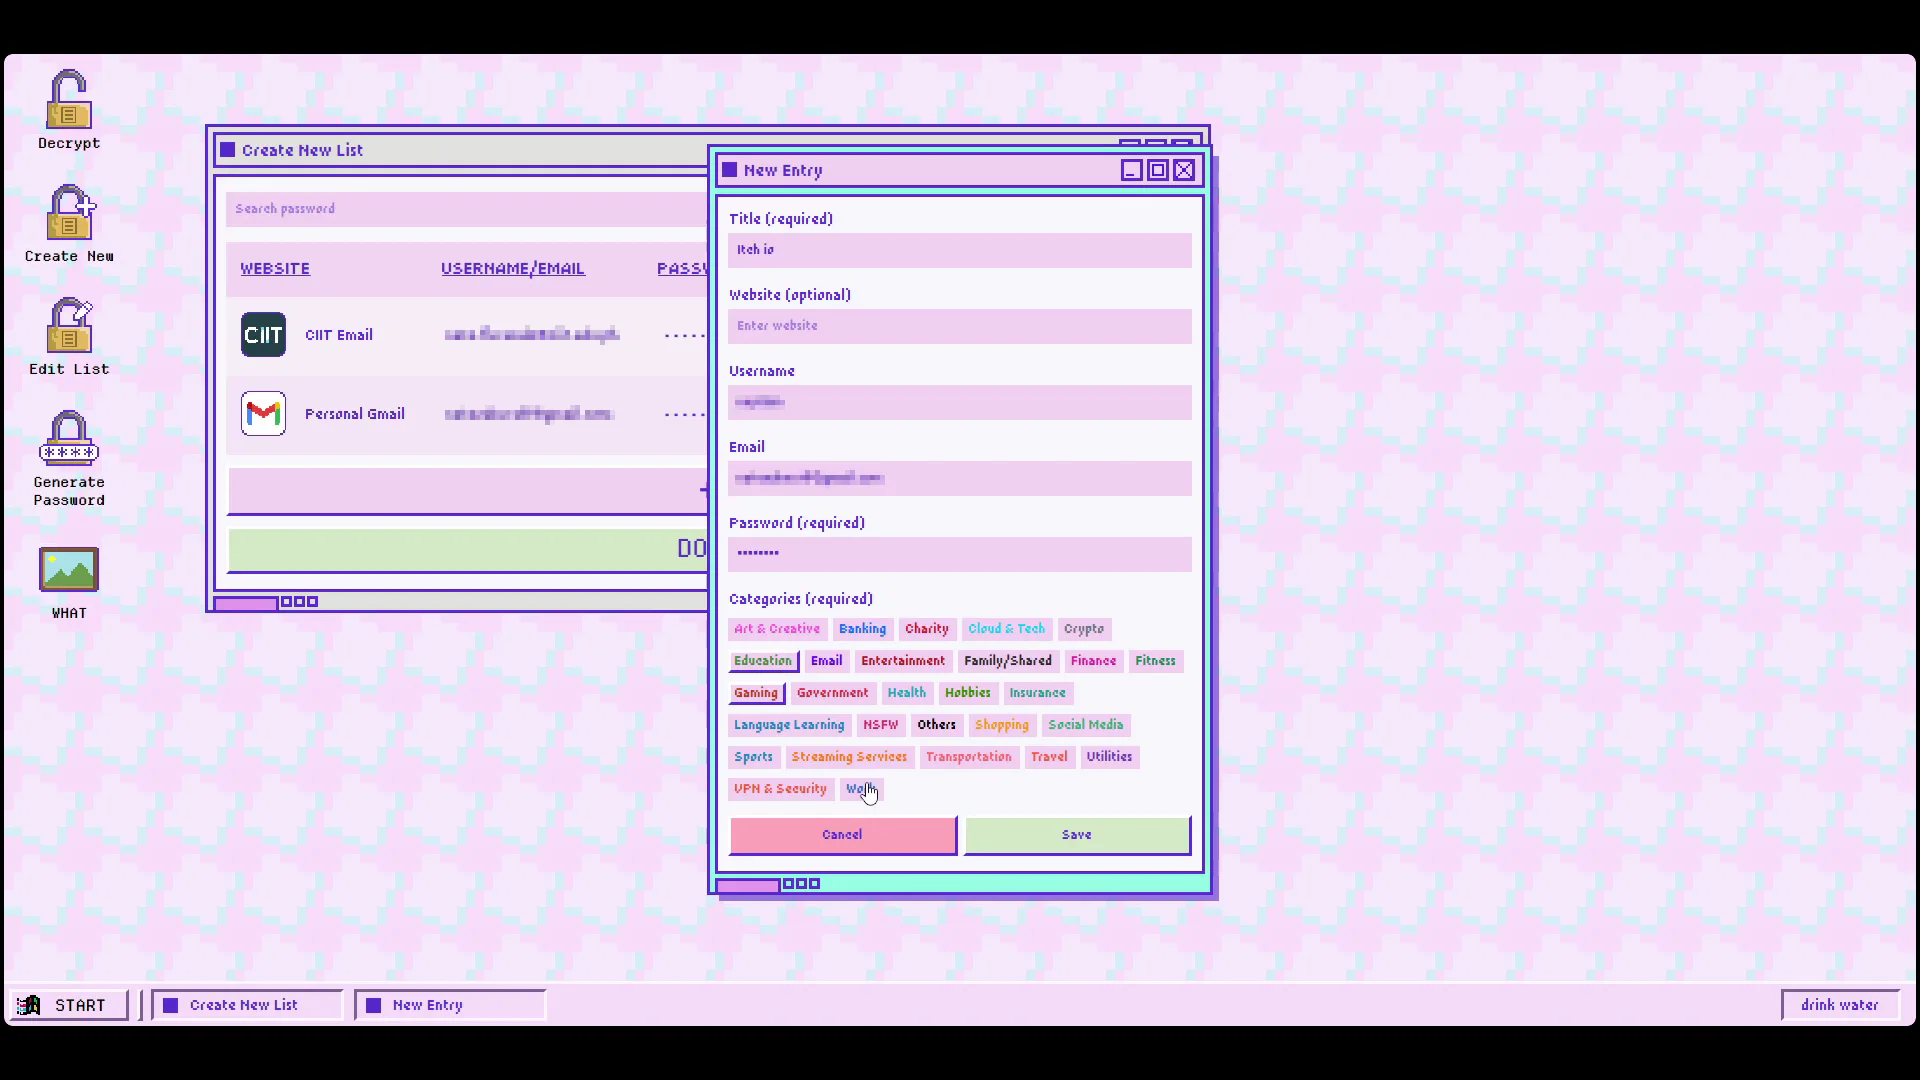 Decrypt
Create New
Edit List
****
Generate
Password
WHAT
Create New List
Search password
WEBSITE USERNAME/EMAIL
CIIT CIIT Email
Personal Gmail
New Entry
Title (required)
Itch io
Website (optional)
Enter website
Username
Email
Password (required)
Categories (required)
Art & Creative Banking Charity Cloud & Tech Crypto
Education Email Entertainment Family/Shared Finance Fitness
Gaming Government Health Hobbies Insurance
Language Learning NSFW Others Shopping Social Media
Sports Streaming Services Transportation Travel Utilities
VPN & Security
Cancel Save
START Create New List New Entry drink water